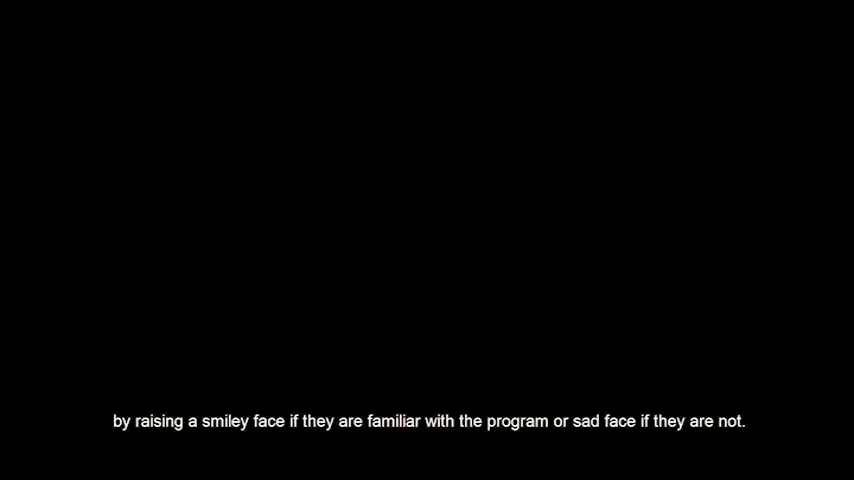 by raising a smiley face if they are familiar with the program or sad face if they are not.